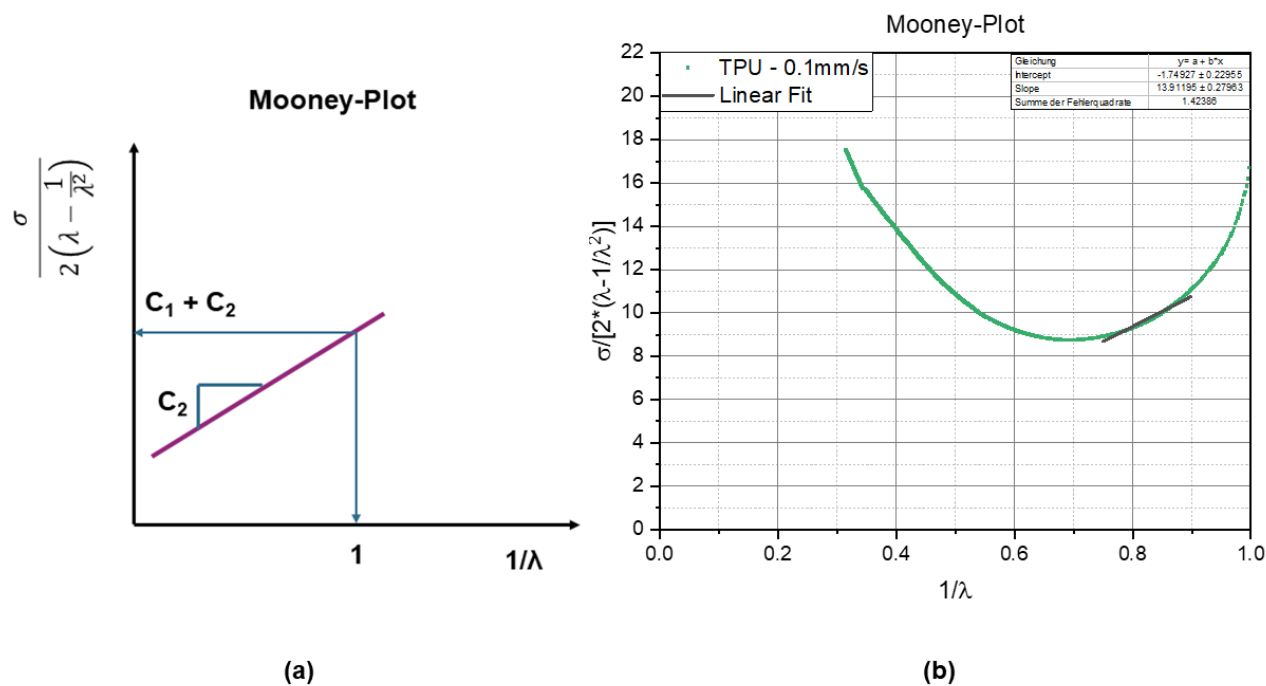 Mooney-Plot
σ
2(λ − 1/λ²)
C₁ + C₂
C₂
1
1/λ
(a)
Mooney-Plot
TPU - 0.1mm/s
Linear Fit
Gleichung y= a + b*x
Intercept -1.74927 ± 0.22955
Slope 13.91195 ± 0.27963
Summe der Fehlerquadrate 1.42386
σ/[2*(λ-1/λ²)]
22
20
18
16
14
12
10
8
6
4
2
0
0.0 0.2 0.4 0.6 0.8 1.0
1/λ
(b)